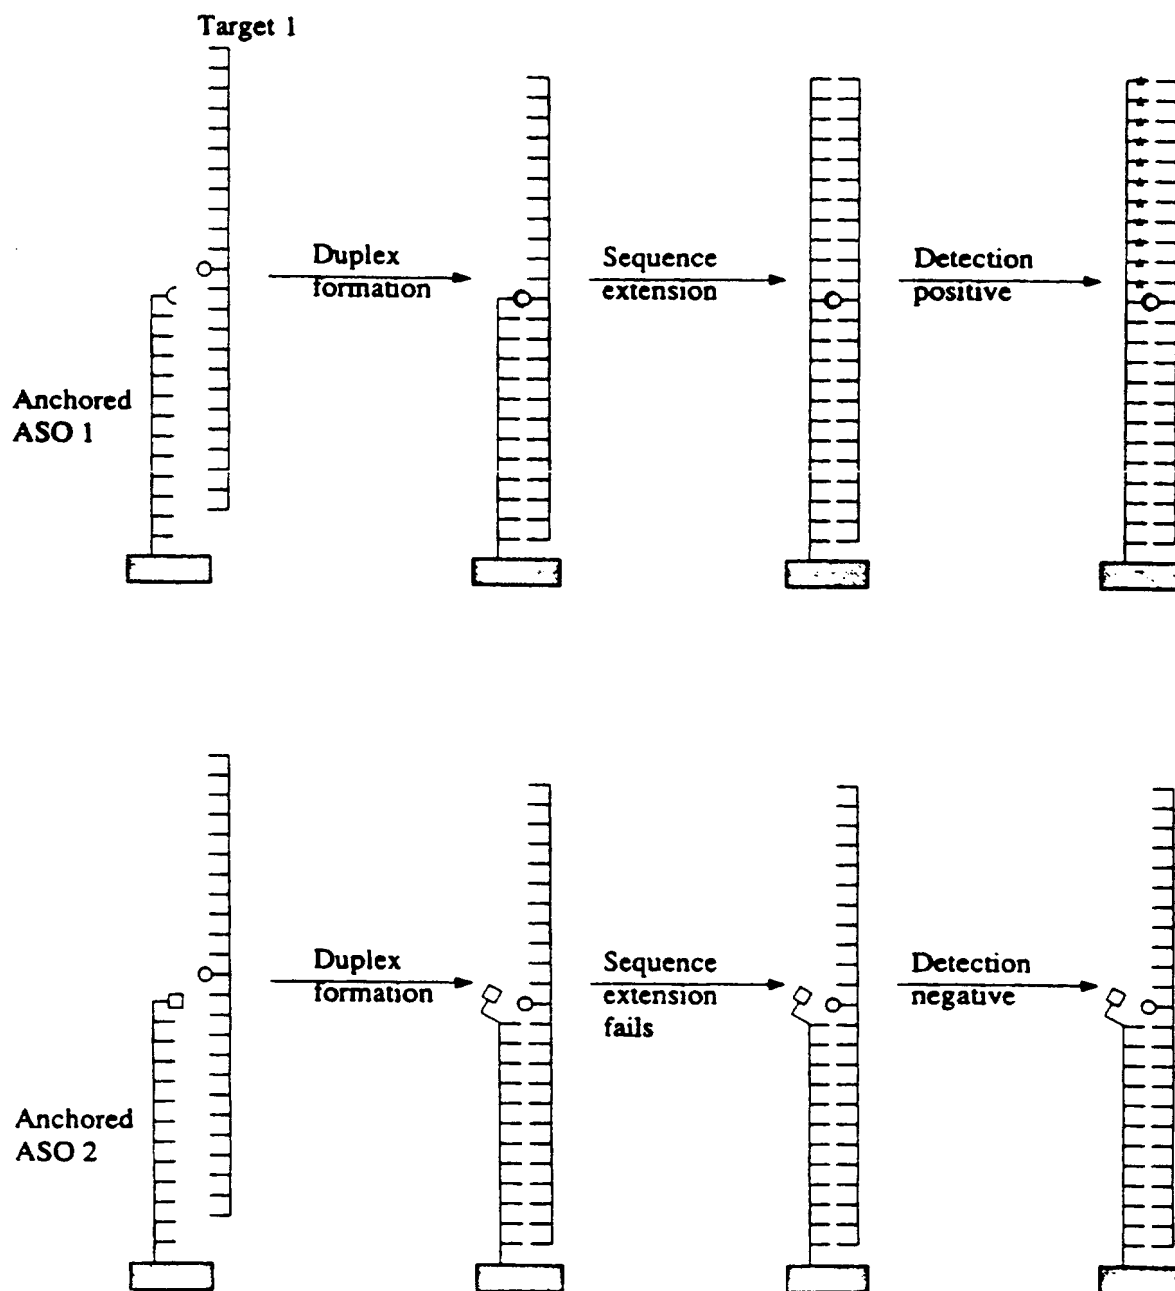 Target 1
Duplex
formation
Sequence
extension
Detection
positive
Anchored
ASO 1
Duplex
formation
Sequence
extension
fails
Detection
negative
Anchored
ASO 2